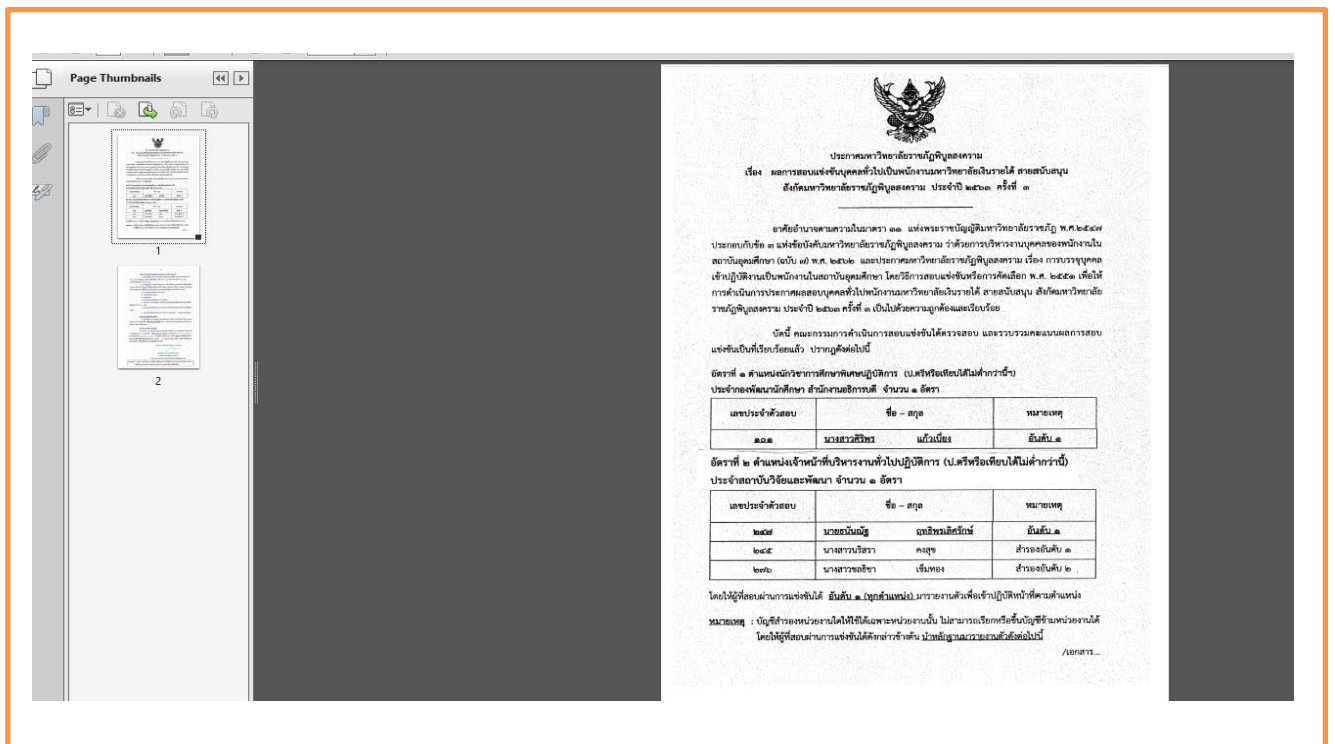 Page Thumbnails
1
2
ประกาศมหาวิทยาลัยราชภัฏพิบูลสงคราม
เรื่อง ผลการสอบแข่งขันบุคคลทั่วไปเป็นพนักงานมหาวิทยาลัยเงินรายได้ สายสนับสนุน
สังกัดมหาวิทยาลัยราชภัฏพิบูลสงคราม ประจำปี ๒๕๖๓ ครั้งที่ ๓
อาศัยอำนาจตามความในมาตรา ๓๑ แห่งพระราชบัญญัติมหาวิทยาลัยราชภัฏ พ.ศ.๒๕๔๗
ประกอบกับข้อ ๓ แห่งข้อบังคับมหาวิทยาลัยราชภัฏพิบูลสงคราม ว่าด้วยการบริหารงานบุคคลของพนักงานใน
สถาบันอุดมศึกษา (ฉบับ ๗) พ.ศ. ๒๕๖๒ และประกาศมหาวิทยาลัยราชภัฏพิบูลสงคราม เรื่อง การบรรจุบุคคล
เข้าปฏิบัติงานเป็นพนักงานในสถาบันอุดมศึกษา โดยวิธีการสอบแข่งขันหรือการคัดเลือก พ.ศ. ๒๕๕๑ เพื่อให้
การดำเนินการประกาศผลสอบบุคคลทั่วไปพนักงานมหาวิทยาลัยเงินรายได้ สายสนับสนุน สังกัดมหาวิทยาลัย
ราชภัฏพิบูลสงคราม ประจำปี ๒๕๖๓ ครั้งที่ ๓ เป็นไปด้วยความถูกต้องและเรียบร้อย
บัดนี้ คณะกรรมการดำเนินการสอบแข่งขันได้ตรวจสอบ และรวบรวมคะแนนผลการสอบ
แข่งขันเป็นที่เรียบร้อยแล้ว ปรากฏดังต่อไปนี้
อัตราที่ ๑ ตำแหน่งนักวิชาการศึกษาพิเศษปฏิบัติการ (ป.ตรีหรือเทียบได้ไม่ต่ำกว่านี้ฯ)
ประจำกองพัฒนานักศึกษา สำนักงานอธิการบดี จำนวน ๑ อัตรา
เลขประจำตัวสอบ ชื่อ – สกุล หมายเหตุ
๑๐๑ นางสาวศิริพร แก้วเนี่ยง อันดับ ๑
อัตราที่ ๒ ตำแหน่งเจ้าหน้าที่บริหารงานทั่วไปปฏิบัติการ (ป.ตรีหรือเทียบได้ไม่ต่ำกว่านี้)
ประจำสถาบันวิจัยและพัฒนา จำนวน ๑ อัตรา
เลขประจำตัวสอบ ชื่อ – สกุล หมายเหตุ
๒๔๗ นายธนันณัฐ ฤทธิพรเลิศรักษ์ อันดับ ๑
๒๔๕ นางสาวนริสรา คงสุข สำรองอันดับ ๑
๒๗๖ นางสาวชลธิชา เข็มทอง สำรองอันดับ ๒
โดยให้ผู้ที่สอบผ่านการแข่งขันได้ อันดับ ๑ (ทุกตำแหน่ง) มารายงานตัวเพื่อเข้าปฏิบัติหน้าที่ตามตำแหน่ง
หมายเหตุ : บัญชีสำรองหน่วยงานใดให้ใช้ได้เฉพาะหน่วยงานนั้น ไม่สามารถเรียกหรือขึ้นบัญชีข้ามหน่วยงานได้
โดยให้ผู้ที่สอบผ่านการแข่งขันได้ดังกล่าวข้างต้น นำหลักฐานมารายงานตัวดังต่อไปนี้
/เอกสาร...